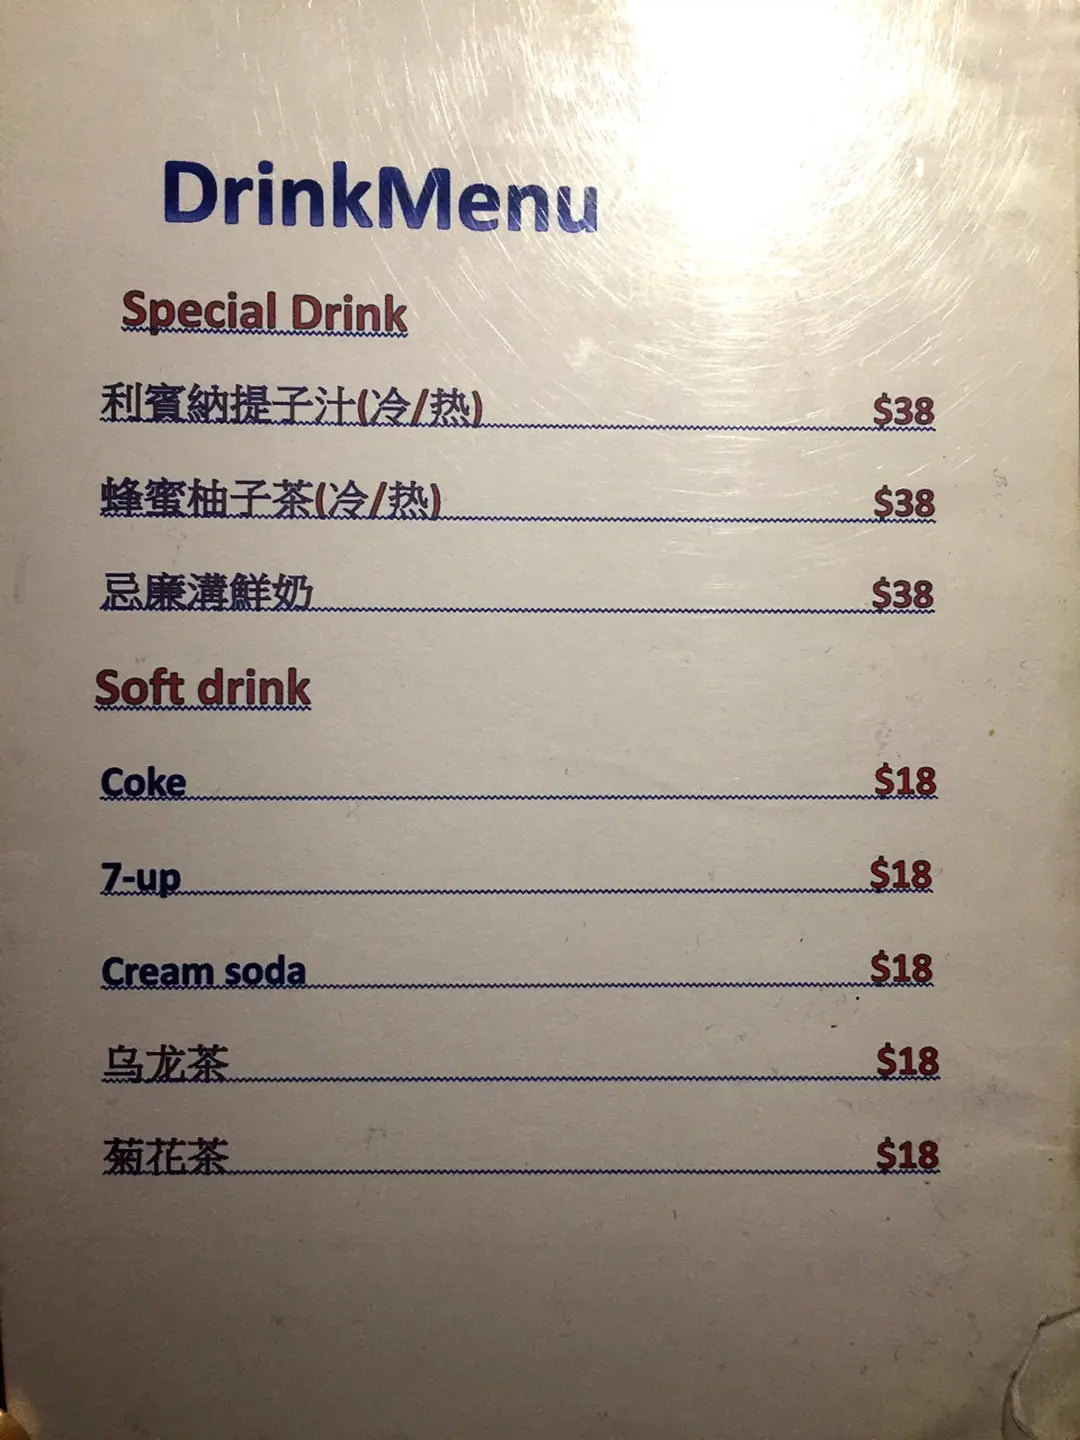 DrinkMenu
Special Drink
利賓納提子汁(冷/热) $38
蜂蜜柚子茶(冷/热) $38
忌廉溝鮮奶 $38
Soft drink
Coke $18
7-up $18
Cream soda $18
乌龙茶 $18
菊花茶 $18